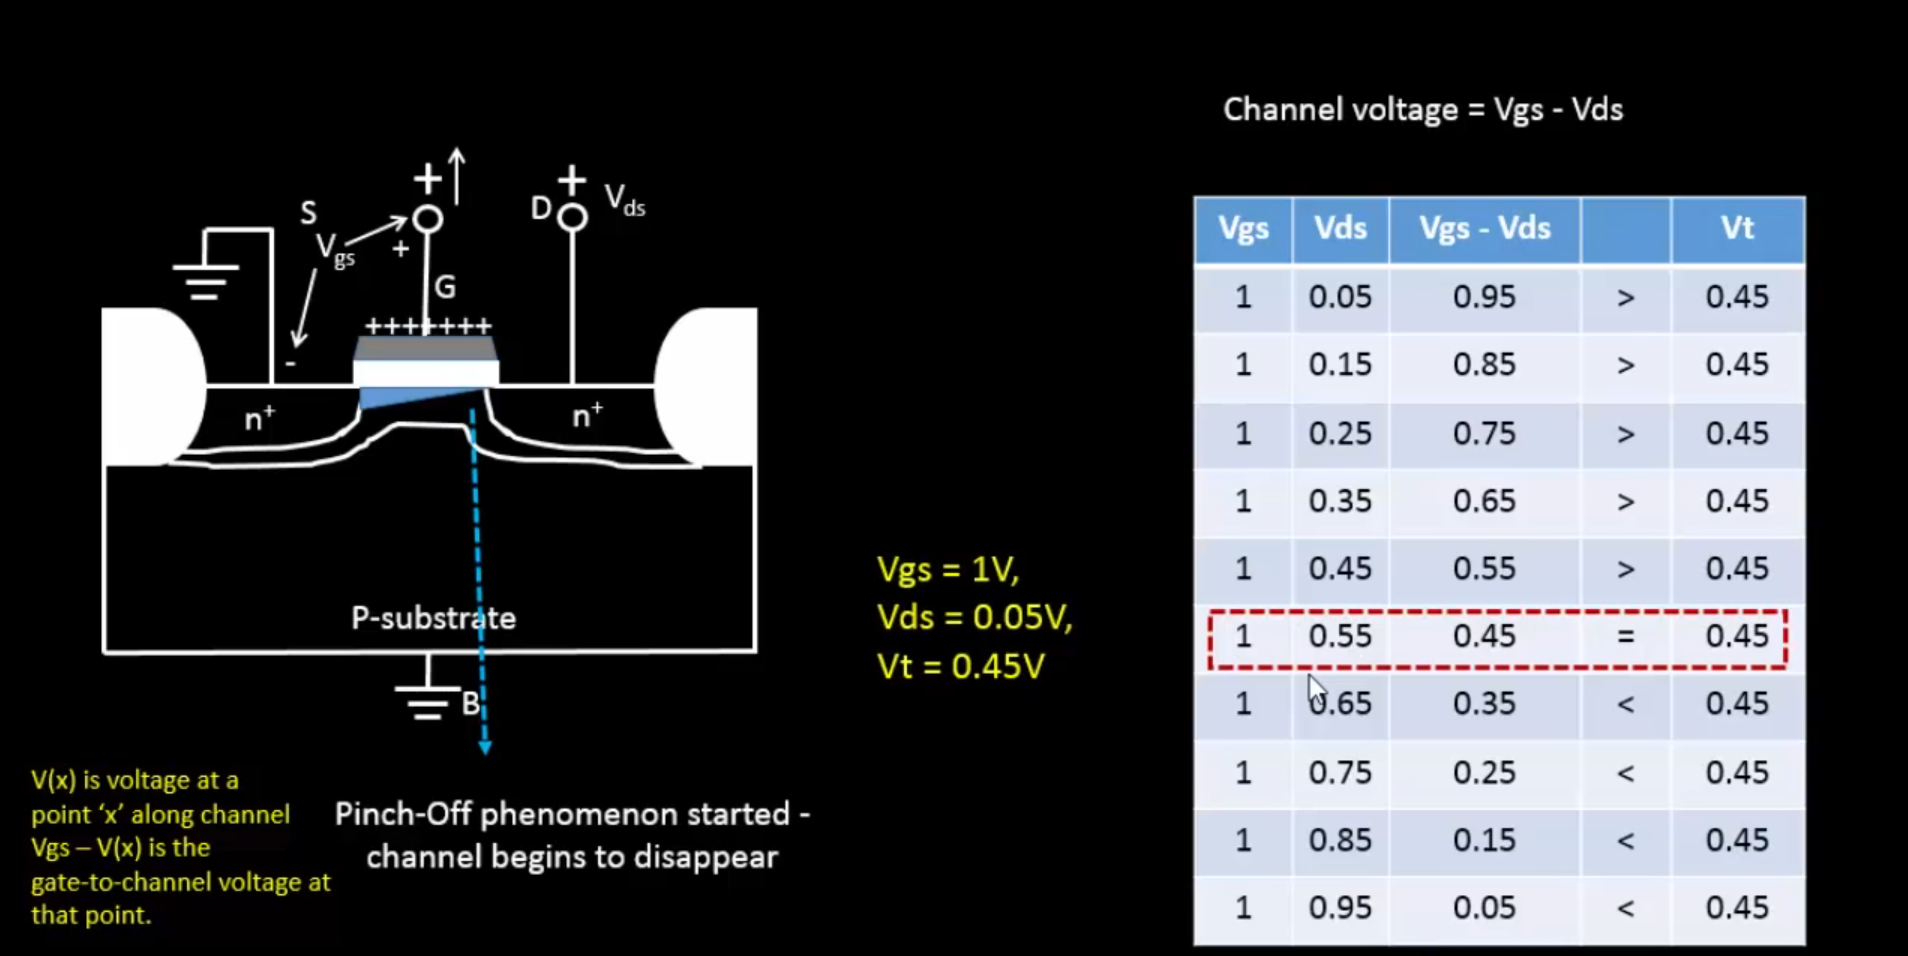 Channel voltage = Vgs - Vds
+
+
S
D
Vds
Vgs
+
G
+++++++
-
n+
n+
P-substrate
B
Vgs = 1V,
Vds = 0.05V,
Vt = 0.45V
V(x) is voltage at a
point ‘x’ along channel
Vgs – V(x) is the
gate-to-channel voltage at
that point.
Pinch-Off phenomenon started -
channel begins to disappear
Vgs Vds Vgs - Vds Vt
1 0.05 0.95 > 0.45
1 0.15 0.85 > 0.45
1 0.25 0.75 > 0.45
1 0.35 0.65 > 0.45
1 0.45 0.55 > 0.45
1 0.55 0.45 = 0.45
1 0.65 0.35 < 0.45
1 0.75 0.25 < 0.45
1 0.85 0.15 < 0.45
1 0.95 0.05 < 0.45